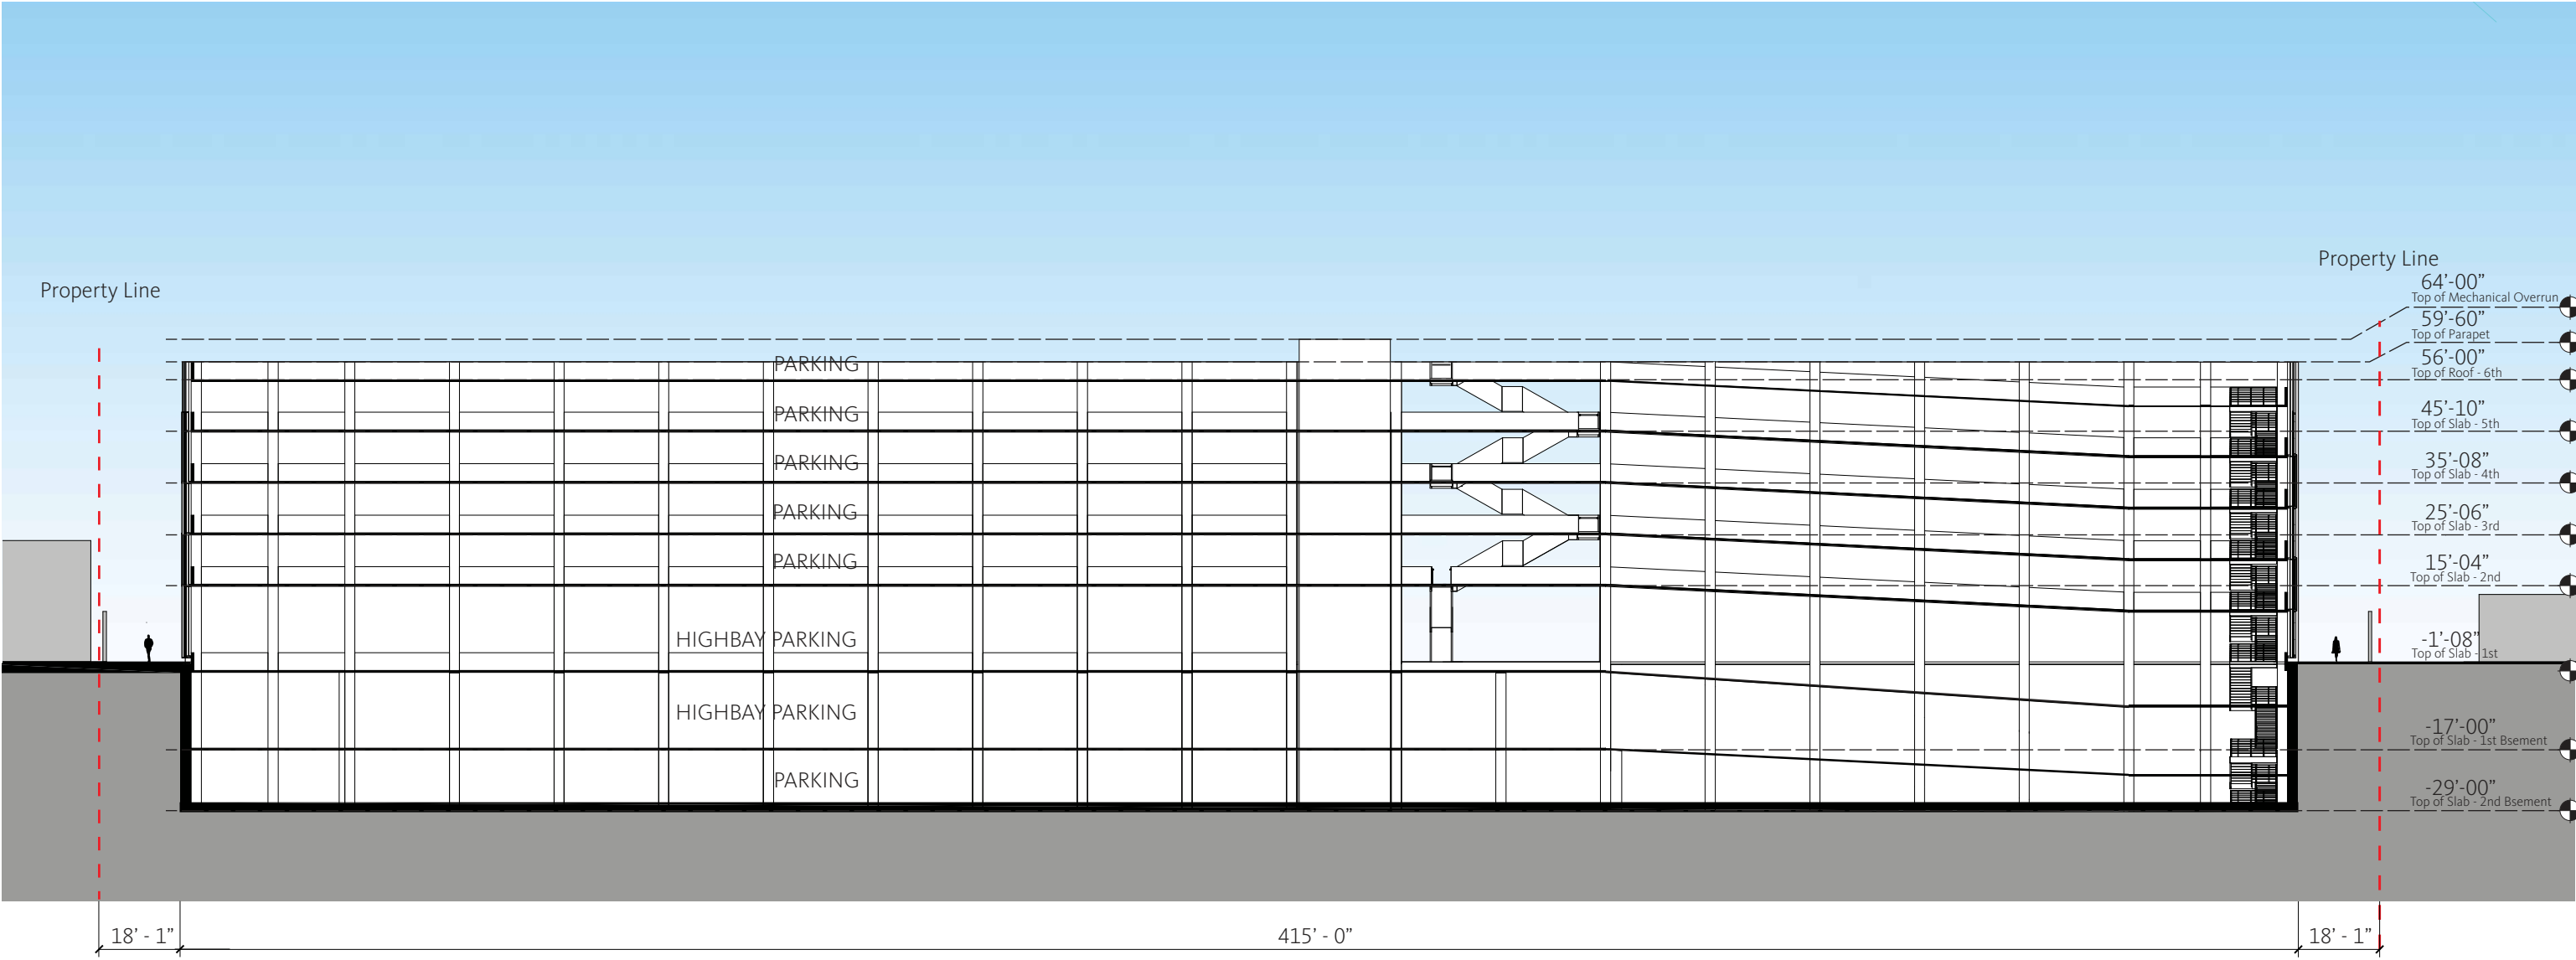 Property Line
Property Line
64’-00”
Top of Mechanical Overrun
59’-60”
Top of Parapet
56’-00”
Top of Roof - 6th
45’-10”
Top of Slab - 5th
35’-08”
Top of Slab - 4th
25’-06”
Top of Slab - 3rd
15’-04”
Top of Slab - 2nd
-1’-08”
Top of Slab - 1st
-17’-00”
Top of Slab - 1st Bsement
-29’-00”
Top of Slab - 2nd Bsement
PARKING
PARKING
PARKING
PARKING
PARKING
HIGHBAY PARKING
HIGHBAY PARKING
PARKING
18’ - 1”
415’ - 0”
18’ - 1”